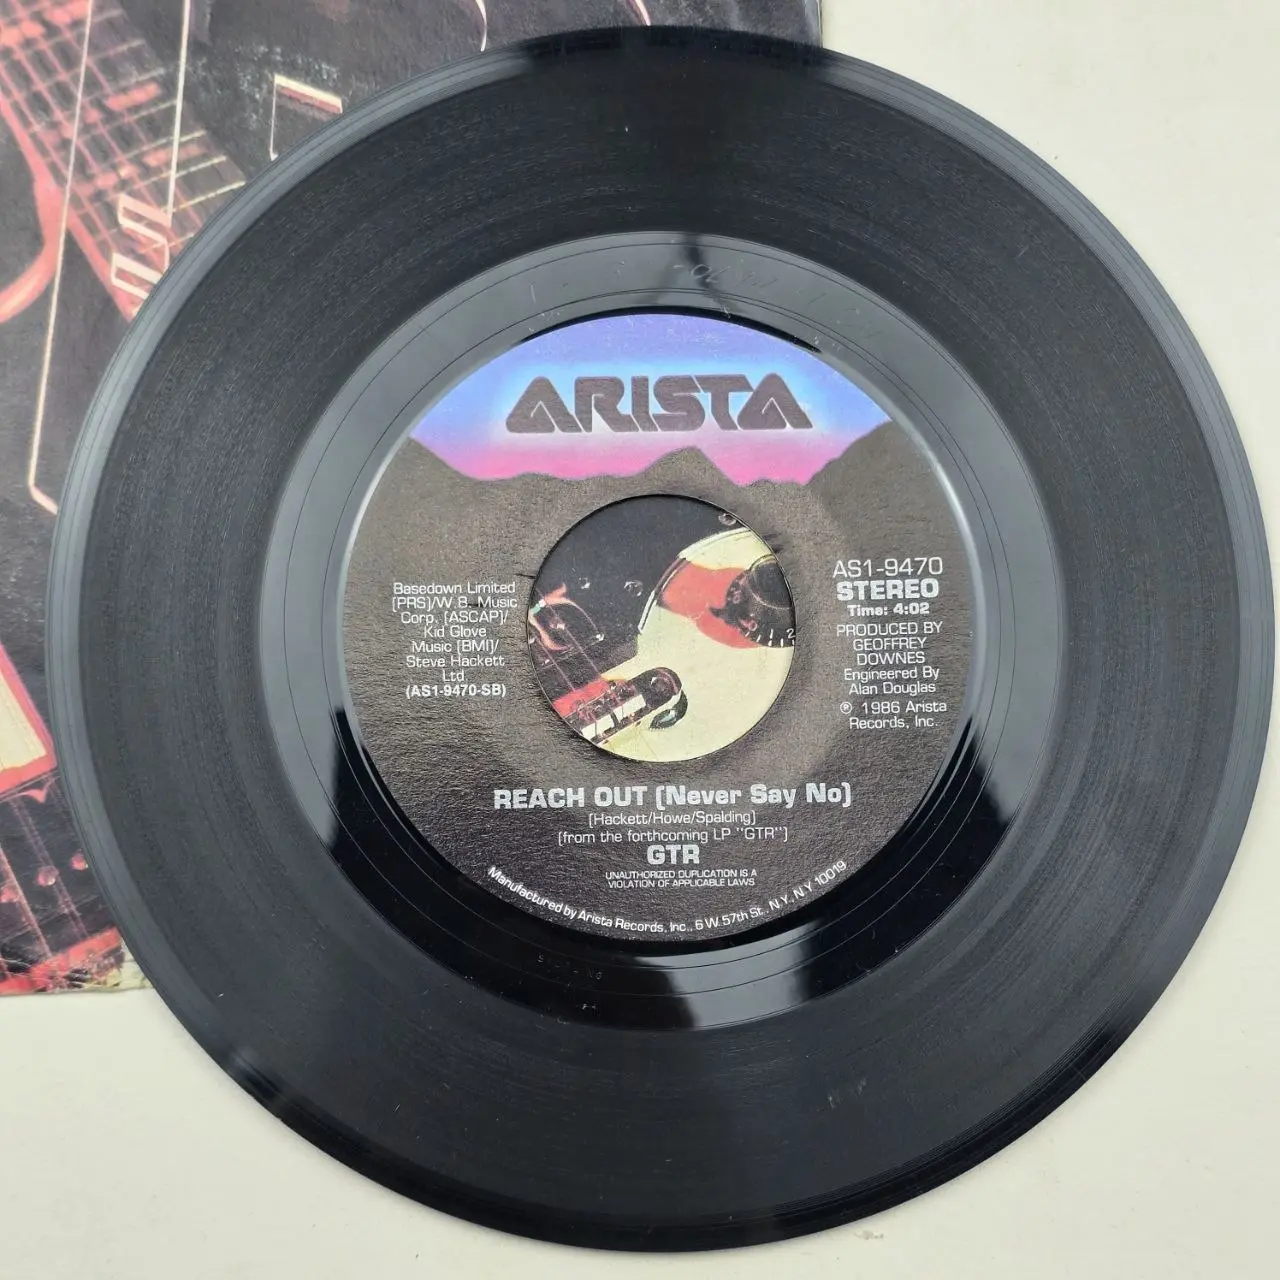 ARISTA
Basedown Limited
(PRS)/W.B. Music
Corp. (ASCAP)/
Kid Glove
Music (BMI)/
Steve Hackett
Ltd
(AS1-9470-SB)
AS1-9470
STEREO
Time: 4:02
PRODUCED BY
GEOFFREY
DOWNES
Engineered By
Alan Douglas
℗ 1986 Arista
Records, Inc.
REACH OUT (Never Say No)
(Hackett/Howe/Spalding)
(from the forthcoming LP "GTR")
GTR
UNAUTHORIZED DUPLICATION IS A
VIOLATION OF APPLICABLE LAWS
Manufactured by Arista Records, Inc., 6 W. 57th St., N.Y., N.Y. 10019